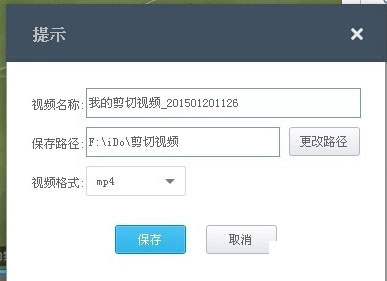 提示
视频名称: 我的剪切视频_201501201126
保存路径: F:\iDo\剪切视频 更改路径
视频格式: mp4
保存 取消